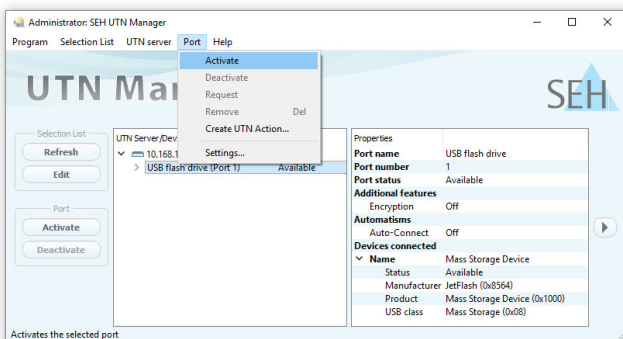 Administrator: SEH UTN Manager
Program Selection List UTN server Port Help
Activate
Deactivate
Request
Remove Del
Create UTN Action...
Settings...
UTN Ma
SEH
Selection List
Refresh
Edit
Port
Activate
Deactivate
UTN Server/Dev
10.168.1
USB flash drive (Port 1) Available
Properties
Port name USB flash drive
Port number 1
Port status Available
Additional features
Encryption Off
Automatisms
Auto-Connect Off
Devices connected
Name Mass Storage Device
Status Available
Manufacturer JetFlash (0x8564)
Product Mass Storage Device (0x1000)
USB class Mass Storage (0x08)
Activates the selected port